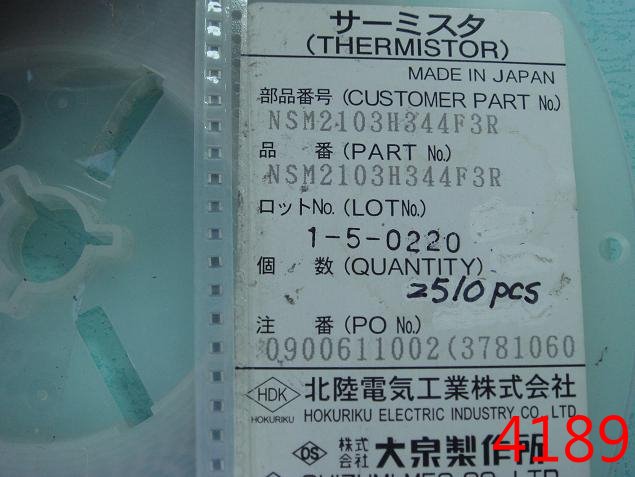 サーミスタ
(THERMISTOR)
MADE IN JAPAN
部品番号 (CUSTOMER PART No.)
NSM2103H344F3R
品 番 (PART No.)
NSM2103H344F3R
ロットNo. (LOT No.)
1-5-0220
個 数 (QUANTITY)
2510pcs
注 番 (PO No.)
0900611002(3781060
HDK 北陸電気工業株式会社
HOKURIKU HOKURIKU ELECTRIC INDUSTRY CO., LTD
4189
OS 株式会社 大泉製作所